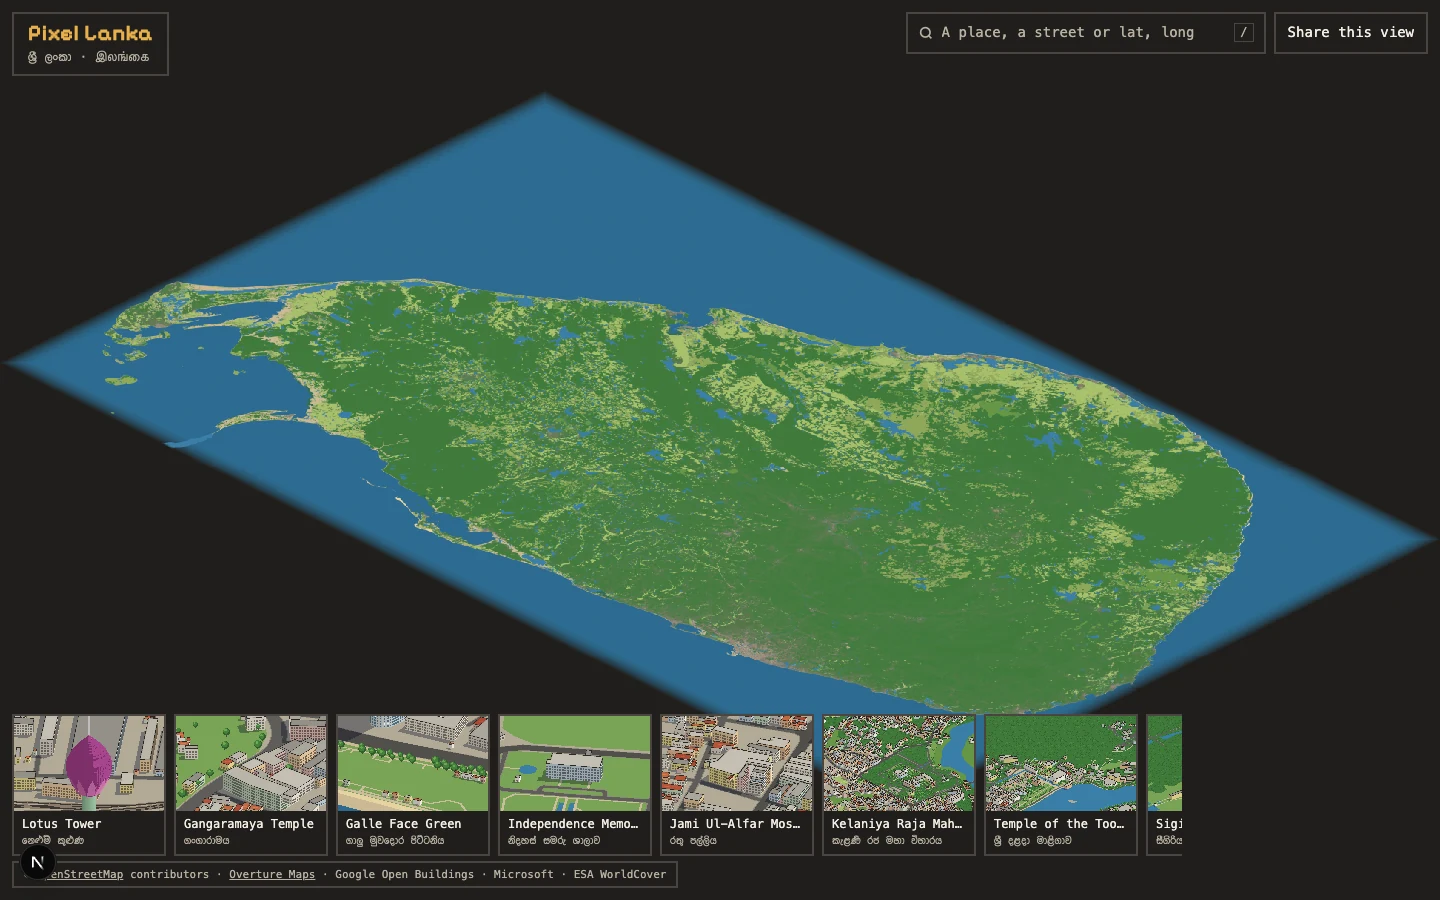 Pixel Lanka
ශ්‍රී ලංකා · இலங்கை
A place, a street or lat, long /
Share this view
Lotus Tower
නෙළුම් කුළුණ
Gangaramaya Temple
ගංගාරාමය
Galle Face Green
ගාලු මුවදොර පිට්ටනිය
Independence Memo…
නිදහස් සමරු ශාලාව
Jami Ul-Alfar Mos…
රතු පල්ලිය
Kelaniya Raja Mah…
කැළණි රජ මහා විහාරය
Temple of the Too…
ශ්‍රී දළදා මාළිගාව
Sigi
සීගිරිය
N
enStreetMap contributors · Overture Maps · Google Open Buildings · Microsoft · ESA WorldCover